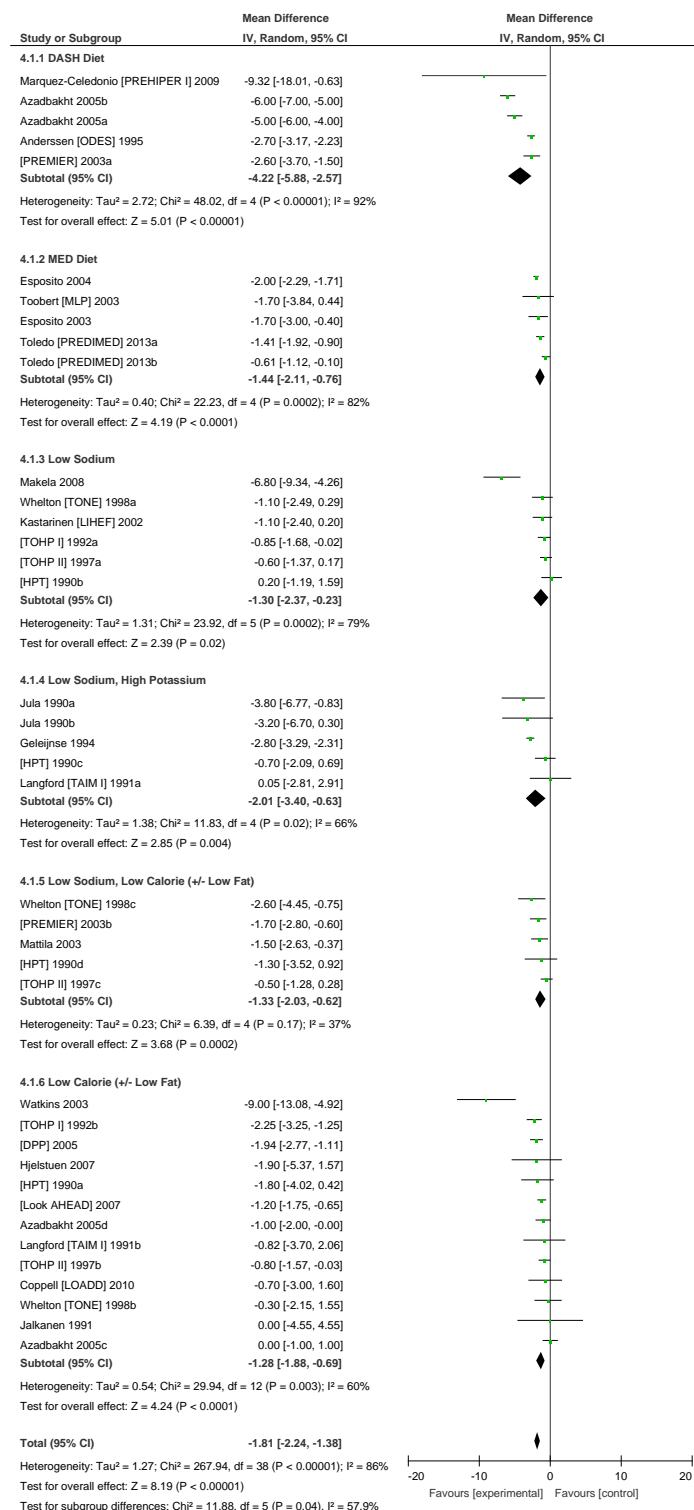 Mean Difference Mean Difference
Study or Subgroup IV, Random, 95% CI IV, Random, 95% CI
4.1.1 DASH Diet
Marquez-Celedonio [PREHIPER I] 2009 -9.32 [-18.01, -0.63]
Azadbakht 2005b -6.00 [-7.00, -5.00]
Azadbakht 2005a -5.00 [-6.00, -4.00]
Anderssen [ODES] 1995 -2.70 [-3.17, -2.23]
[PREMIER] 2003a -2.60 [-3.70, -1.50]
Subtotal (95% CI) -4.22 [-5.88, -2.57]
Heterogeneity: Tau² = 2.72; Chi² = 48.02, df = 4 (P < 0.00001); I² = 92%
Test for overall effect: Z = 5.01 (P < 0.00001)
4.1.2 MED Diet
Esposito 2004 -2.00 [-2.29, -1.71]
Toobert [MLP] 2003 -1.70 [-3.84, 0.44]
Esposito 2003 -1.70 [-3.00, -0.40]
Toledo [PREDIMED] 2013a -1.41 [-1.92, -0.90]
Toledo [PREDIMED] 2013b -0.61 [-1.12, -0.10]
Subtotal (95% CI) -1.44 [-2.11, -0.76]
Heterogeneity: Tau² = 0.40; Chi² = 22.23, df = 4 (P = 0.0002); I² = 82%
Test for overall effect: Z = 4.19 (P < 0.0001)
4.1.3 Low Sodium
Makela 2008 -6.80 [-9.34, -4.26]
Whelton [TONE] 1998a -1.10 [-2.49, 0.29]
Kastarinen [LIHEF] 2002 -1.10 [-2.40, 0.20]
[TOHP I] 1992a -0.85 [-1.68, -0.02]
[TOHP II] 1997a -0.60 [-1.37, 0.17]
[HPT] 1990b 0.20 [-1.19, 1.59]
Subtotal (95% CI) -1.30 [-2.37, -0.23]
Heterogeneity: Tau² = 1.31; Chi² = 23.92, df = 5 (P = 0.0002); I² = 79%
Test for overall effect: Z = 2.39 (P = 0.02)
4.1.4 Low Sodium, High Potassium
Jula 1990a -3.80 [-6.77, -0.83]
Jula 1990b -3.20 [-6.70, 0.30]
Geleijnse 1994 -2.80 [-3.29, -2.31]
[HPT] 1990c -0.70 [-2.09, 0.69]
Langford [TAIM I] 1991a 0.05 [-2.81, 2.91]
Subtotal (95% CI) -2.01 [-3.40, -0.63]
Heterogeneity: Tau² = 1.38; Chi² = 11.83, df = 4 (P = 0.02); I² = 66%
Test for overall effect: Z = 2.85 (P = 0.004)
4.1.5 Low Sodium, Low Calorie (+/- Low Fat)
Whelton [TONE] 1998c -2.60 [-4.45, -0.75]
[PREMIER] 2003b -1.70 [-2.80, -0.60]
Mattila 2003 -1.50 [-2.63, -0.37]
[HPT] 1990d -1.30 [-3.52, 0.92]
[TOHP II] 1997c -0.50 [-1.28, 0.28]
Subtotal (95% CI) -1.33 [-2.03, -0.62]
Heterogeneity: Tau² = 0.23; Chi² = 6.39, df = 4 (P = 0.17); I² = 37%
Test for overall effect: Z = 3.68 (P = 0.0002)
4.1.6 Low Calorie (+/- Low Fat)
Watkins 2003 -9.00 [-13.08, -4.92]
[TOHP I] 1992b -2.25 [-3.25, -1.25]
[DPP] 2005 -1.94 [-2.77, -1.11]
Hjelstuen 2007 -1.90 [-5.37, 1.57]
[HPT] 1990a -1.80 [-4.02, 0.42]
[Look AHEAD] 2007 -1.20 [-1.75, -0.65]
Azadbakht 2005d -1.00 [-2.00, -0.00]
Langford [TAIM I] 1991b -0.82 [-3.70, 2.06]
[TOHP II] 1997b -0.80 [-1.57, -0.03]
Coppell [LOADD] 2010 -0.70 [-3.00, 1.60]
Whelton [TONE] 1998b -0.30 [-2.15, 1.55]
Jalkanen 1991 0.00 [-4.55, 4.55]
Azadbakht 2005c 0.00 [-1.00, 1.00]
Subtotal (95% CI) -1.28 [-1.88, -0.69]
Heterogeneity: Tau² = 0.54; Chi² = 29.94, df = 12 (P = 0.003); I² = 60%
Test for overall effect: Z = 4.24 (P < 0.0001)
Total (95% CI) -1.81 [-2.24, -1.38]
Heterogeneity: Tau² = 1.27; Chi² = 267.94, df = 38 (P < 0.00001); I² = 86%
-20 -10 0 10 20
Test for overall effect: Z = 8.19 (P < 0.00001)
Favours [experimental] Favours [control]
Test for subgroup differences: Chi² = 11.88, df = 5 (P = 0.04), I² = 57.9%